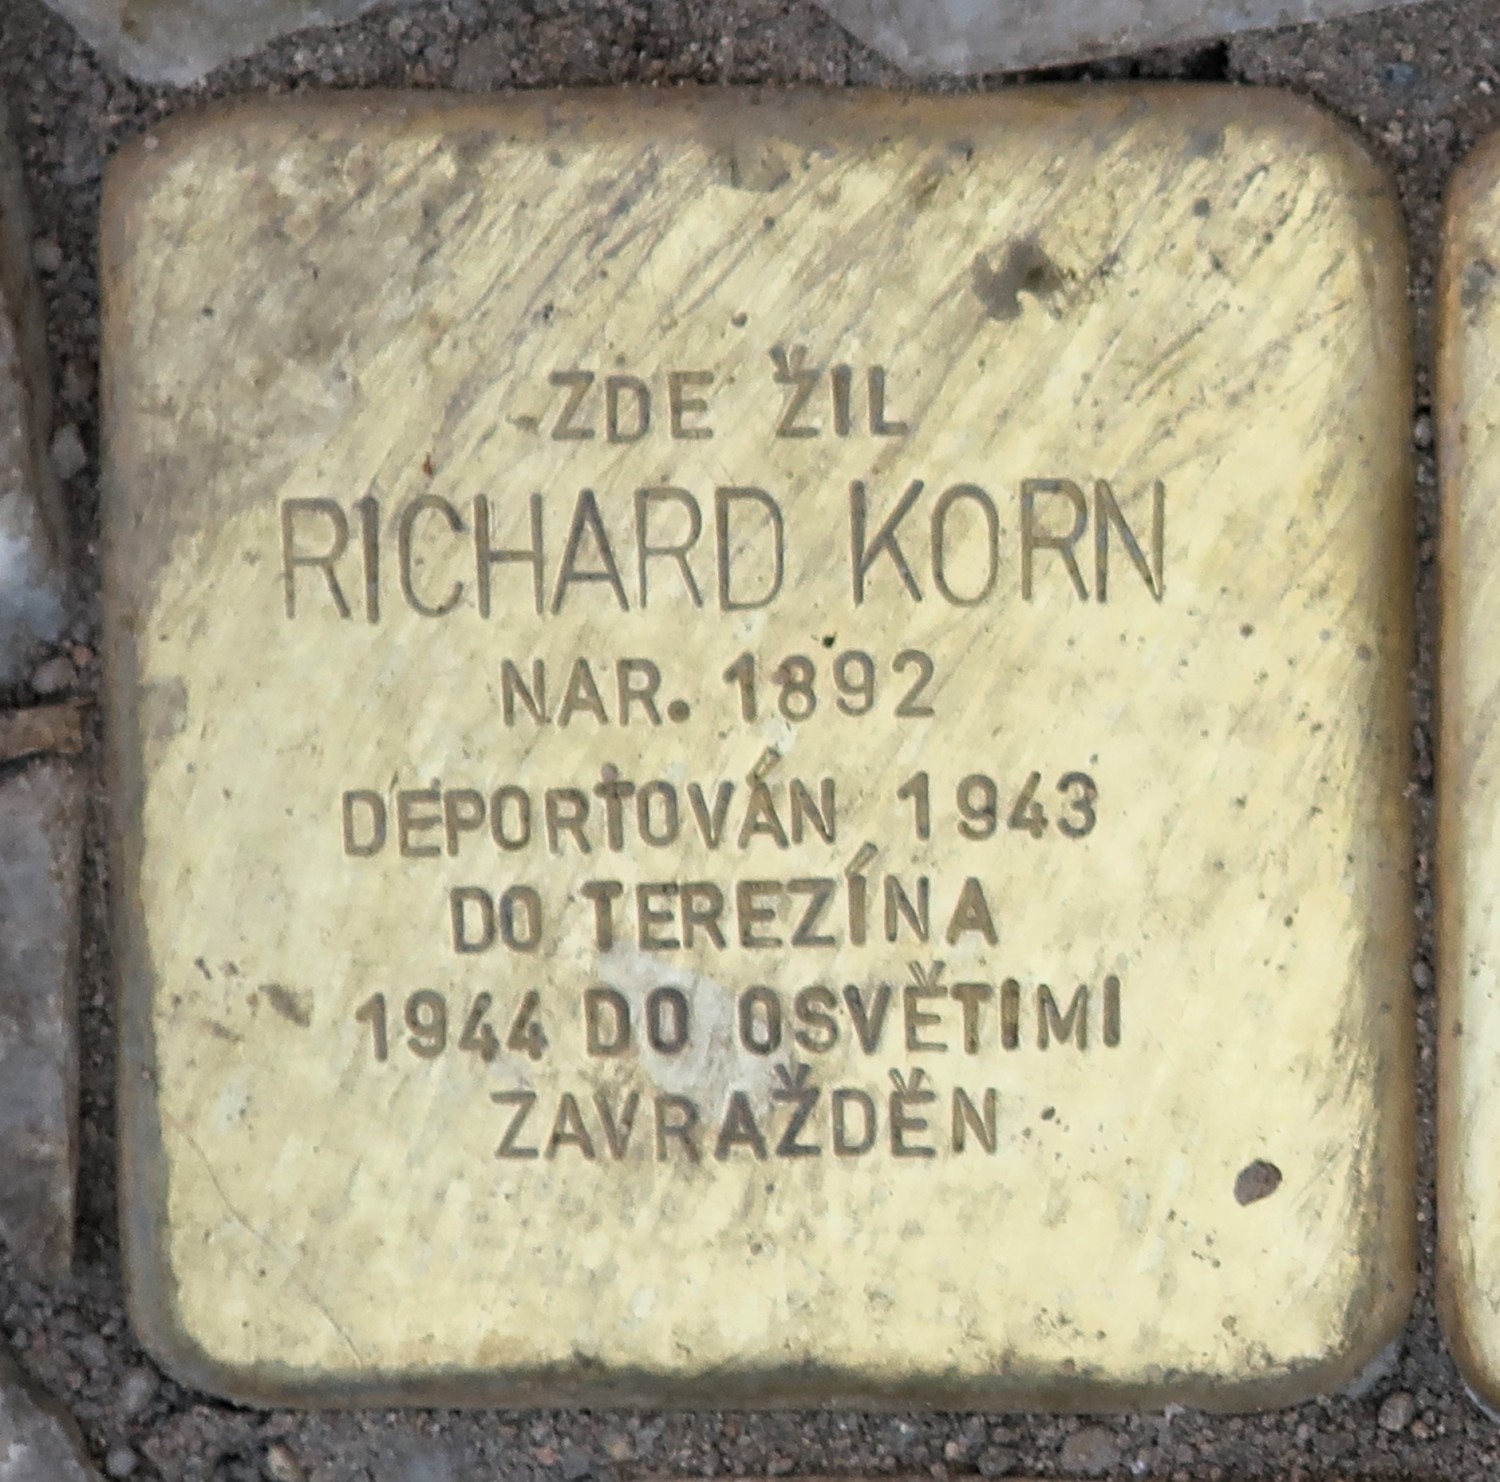 ZDE ŽIL
RICHARD KORN
NAR. 1892
DEPORTOVÁN 1943
DO TEREZÍNA
1944 DO OSVĚTIMI
ZAVRAŽDĚN